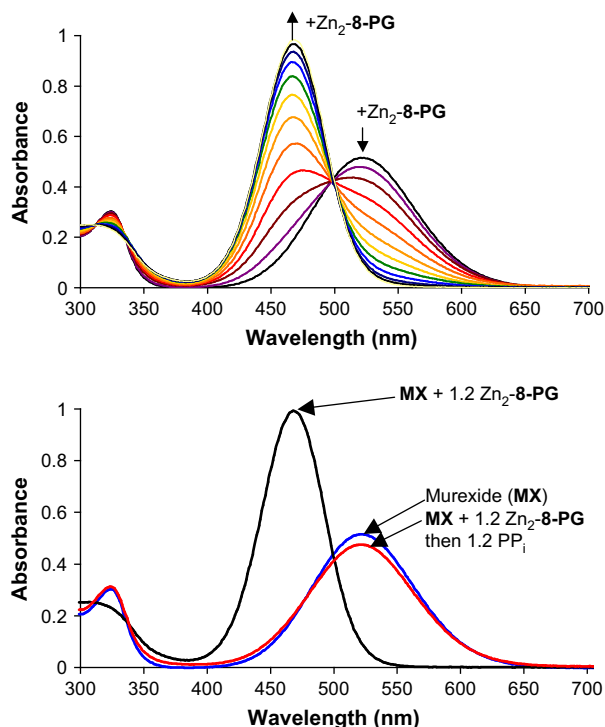 +Zn2-8-PG
+Zn2-8-PG
Absorbance
1
0.8
0.6
0.4
0.2
0
300 350 400 450 500 550 600 650 700
Wavelength (nm)
MX + 1.2 Zn2-8-PG
Murexide (MX)
MX + 1.2 Zn2-8-PG
then 1.2 PPi
Absorbance
1
0.8
0.6
0.4
0.2
0
300 350 400 450 500 550 600 650 700
Wavelength (nm)